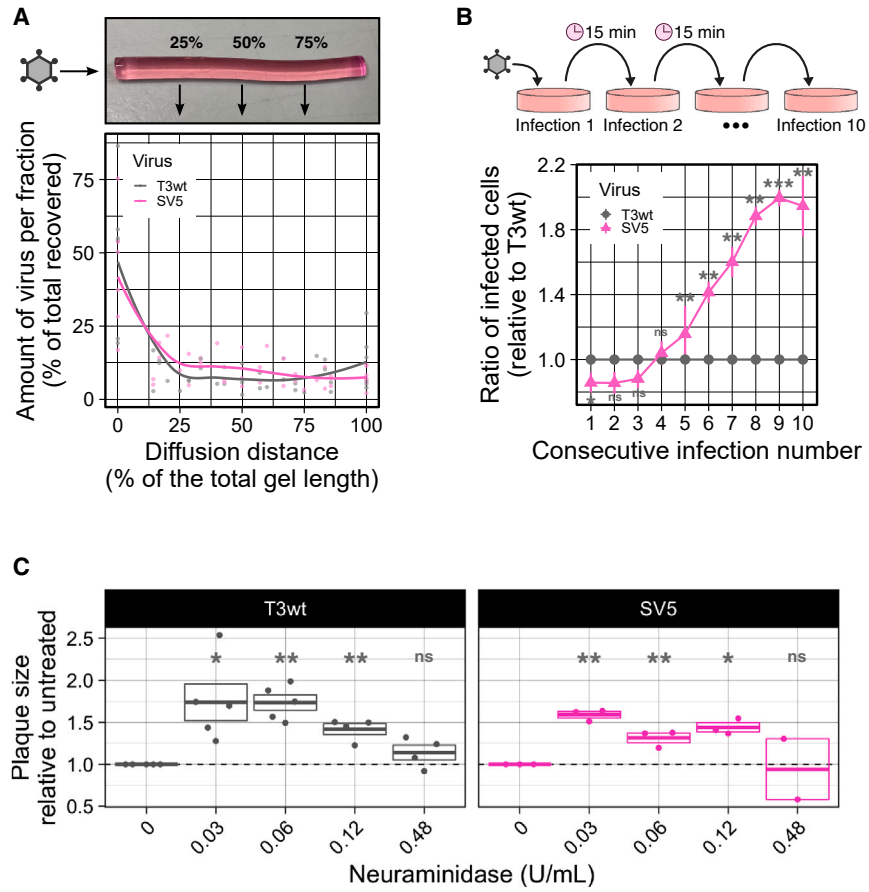 A
25% 50% 75%
Amount of virus per fraction
(% of total recovered)
75
50
25
0
Virus
T3wt
SV5
0 25 50 75 100
Diffusion distance
(% of the total gel length)
B
15 min 15 min
Infection 1 Infection 2 ••• Infection 10
Ratio of infected cells
(relative to T3wt)
2.2
1.8
1.4
1.0
Virus
T3wt
SV5
* ns ns ns ** ** ** ** *** **
1 2 3 4 5 6 7 8 9 10
Consecutive infection number
C
Plaque size
relative to untreated
2.5
2.0
1.5
1.0
0.5
T3wt
* ** ** ns
0 0.03 0.06 0.12 0.48
SV5
** ** * ns
0 0.03 0.06 0.12 0.48
Neuraminidase (U/mL)